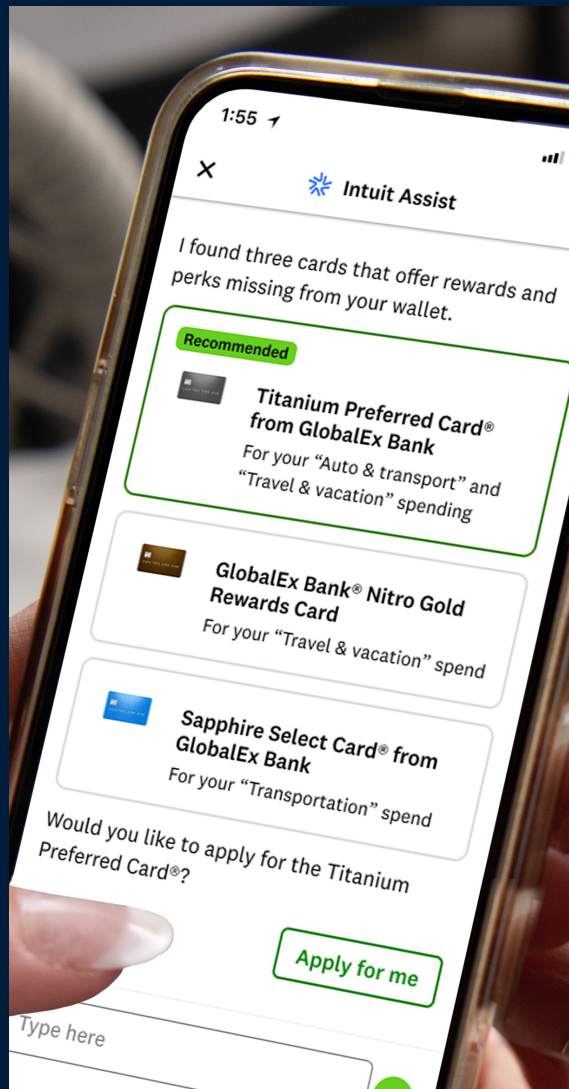 1:55
Intuit Assist
I found three cards that offer rewards and
perks missing from your wallet.
Recommended
Titanium Preferred Card®
from GlobalEx Bank
For your “Auto & transport” and
“Travel & vacation” spending
GlobalEx Bank® Nitro Gold
Rewards Card
For your “Travel & vacation” spend
Sapphire Select Card® from
GlobalEx Bank
For your “Transportation” spend
Would you like to apply for the Titanium
Preferred Card®?
Apply for me
Type here